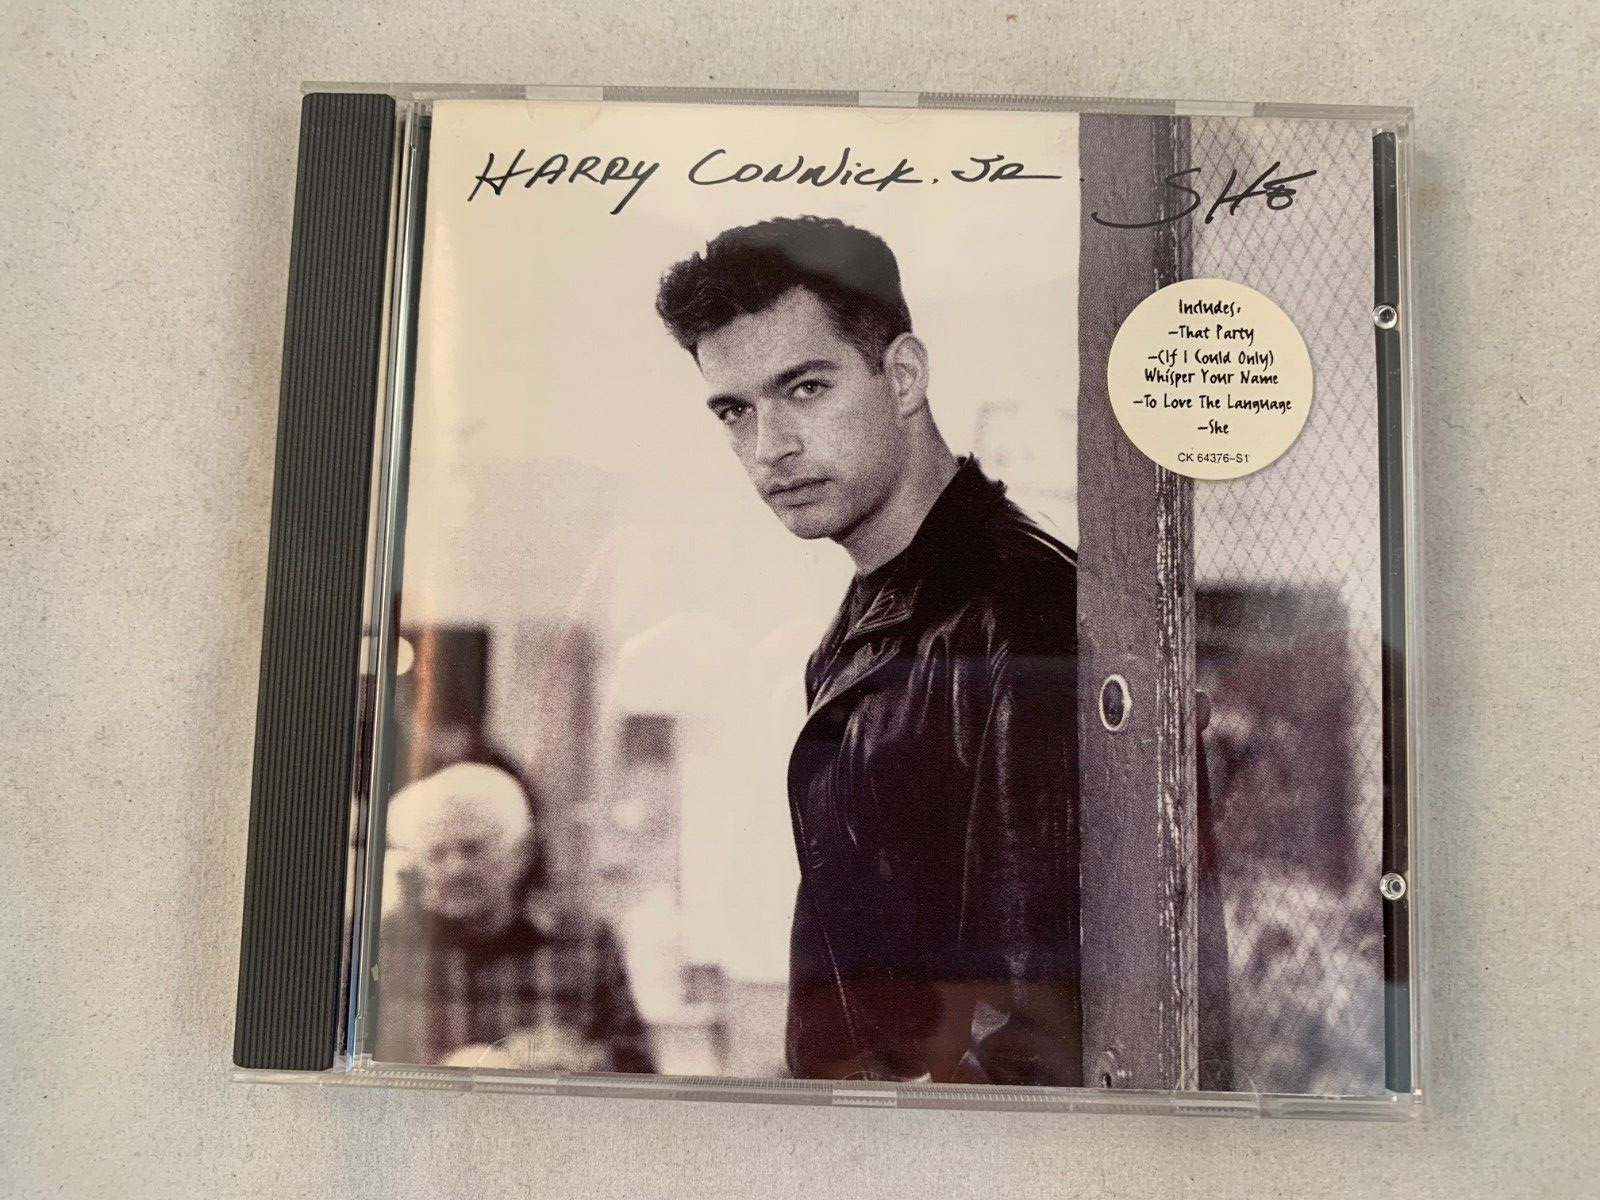 HARRY CONNICK, JR. SHE
Includes:
–That Party
–(If I Could Only)
Whisper Your Name
–To Love The Language
–She
CK 64376–S1